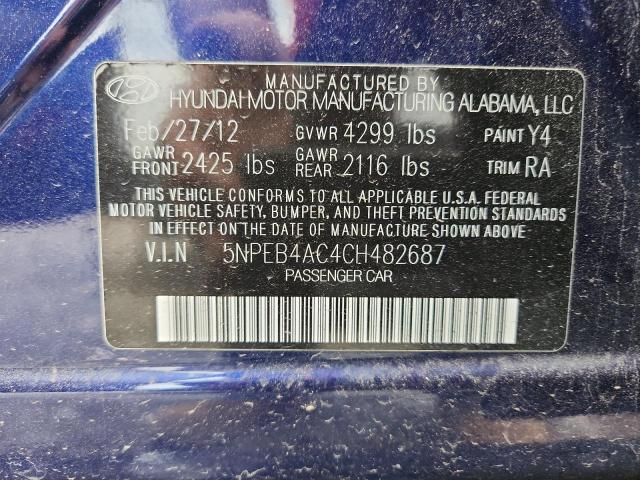 MANUFACTURED BY
HYUNDAI MOTOR MANUFACTURING ALABAMA, LLC
Feb/27/12 GVWR 4299 lbs PAINT Y4
GAWR FRONT 2425 lbs GAWR REAR 2116 lbs TRIM RA
THIS VEHICLE CONFORMS TO ALL APPLICABLE U.S.A. FEDERAL
MOTOR VEHICLE SAFETY, BUMPER, AND THEFT PREVENTION STANDARDS
IN EFFECT ON THE DATE OF MANUFACTURE SHOWN ABOVE.
V.I.N 5NPEB4AC4CH482687
PASSENGER CAR